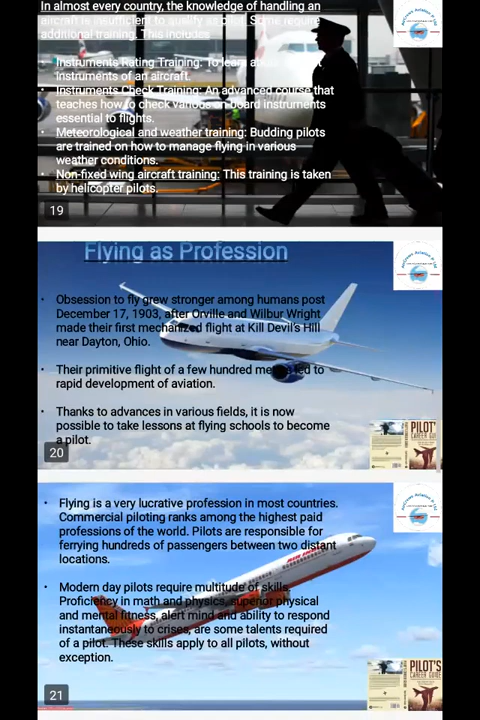 In almost every country, the knowledge of handling an
aircraft is insufficient to qualify as pilot. Some require
additional training. This includes
• Instruments Rating Training: To learn
instruments of an aircraft.
• Instruments Check Training: An advanced course that
teaches how to check various on-board instruments
essential to flights.
• Meteorological and weather training: Budding pilots
are trained on how to manage flying in various
weather conditions.
• Non-fixed wing aircraft training: This training is taken
by helicopter pilots.
19
Flying as Profession
• Obsession to fly grew stronger among humans post
December 17, 1903, after Orville and Wilbur Wright
made their first mechanized flight at Kill Devil's Hill
near Dayton, Ohio.
• Their primitive flight of a few hundred meters led to
rapid development of aviation.
• Thanks to advances in various fields, it is now
possible to take lessons at flying schools to become
a pilot.
PILOT'S
CAREER GUIDE
20
• Flying is a very lucrative profession in most countries.
Commercial piloting ranks among the highest paid
professions of the world. Pilots are responsible for
ferrying hundreds of passengers between two distant
locations.
• Modern day pilots require multitude of skills.
Proficiency in math and physics, superior physical
and mental fitness, alert mind and ability to respond
instantaneously to crises, are some talents required
of a pilot. These skills apply to all pilots, without
exception.
PILOT'S
CAREER GUIDE
21